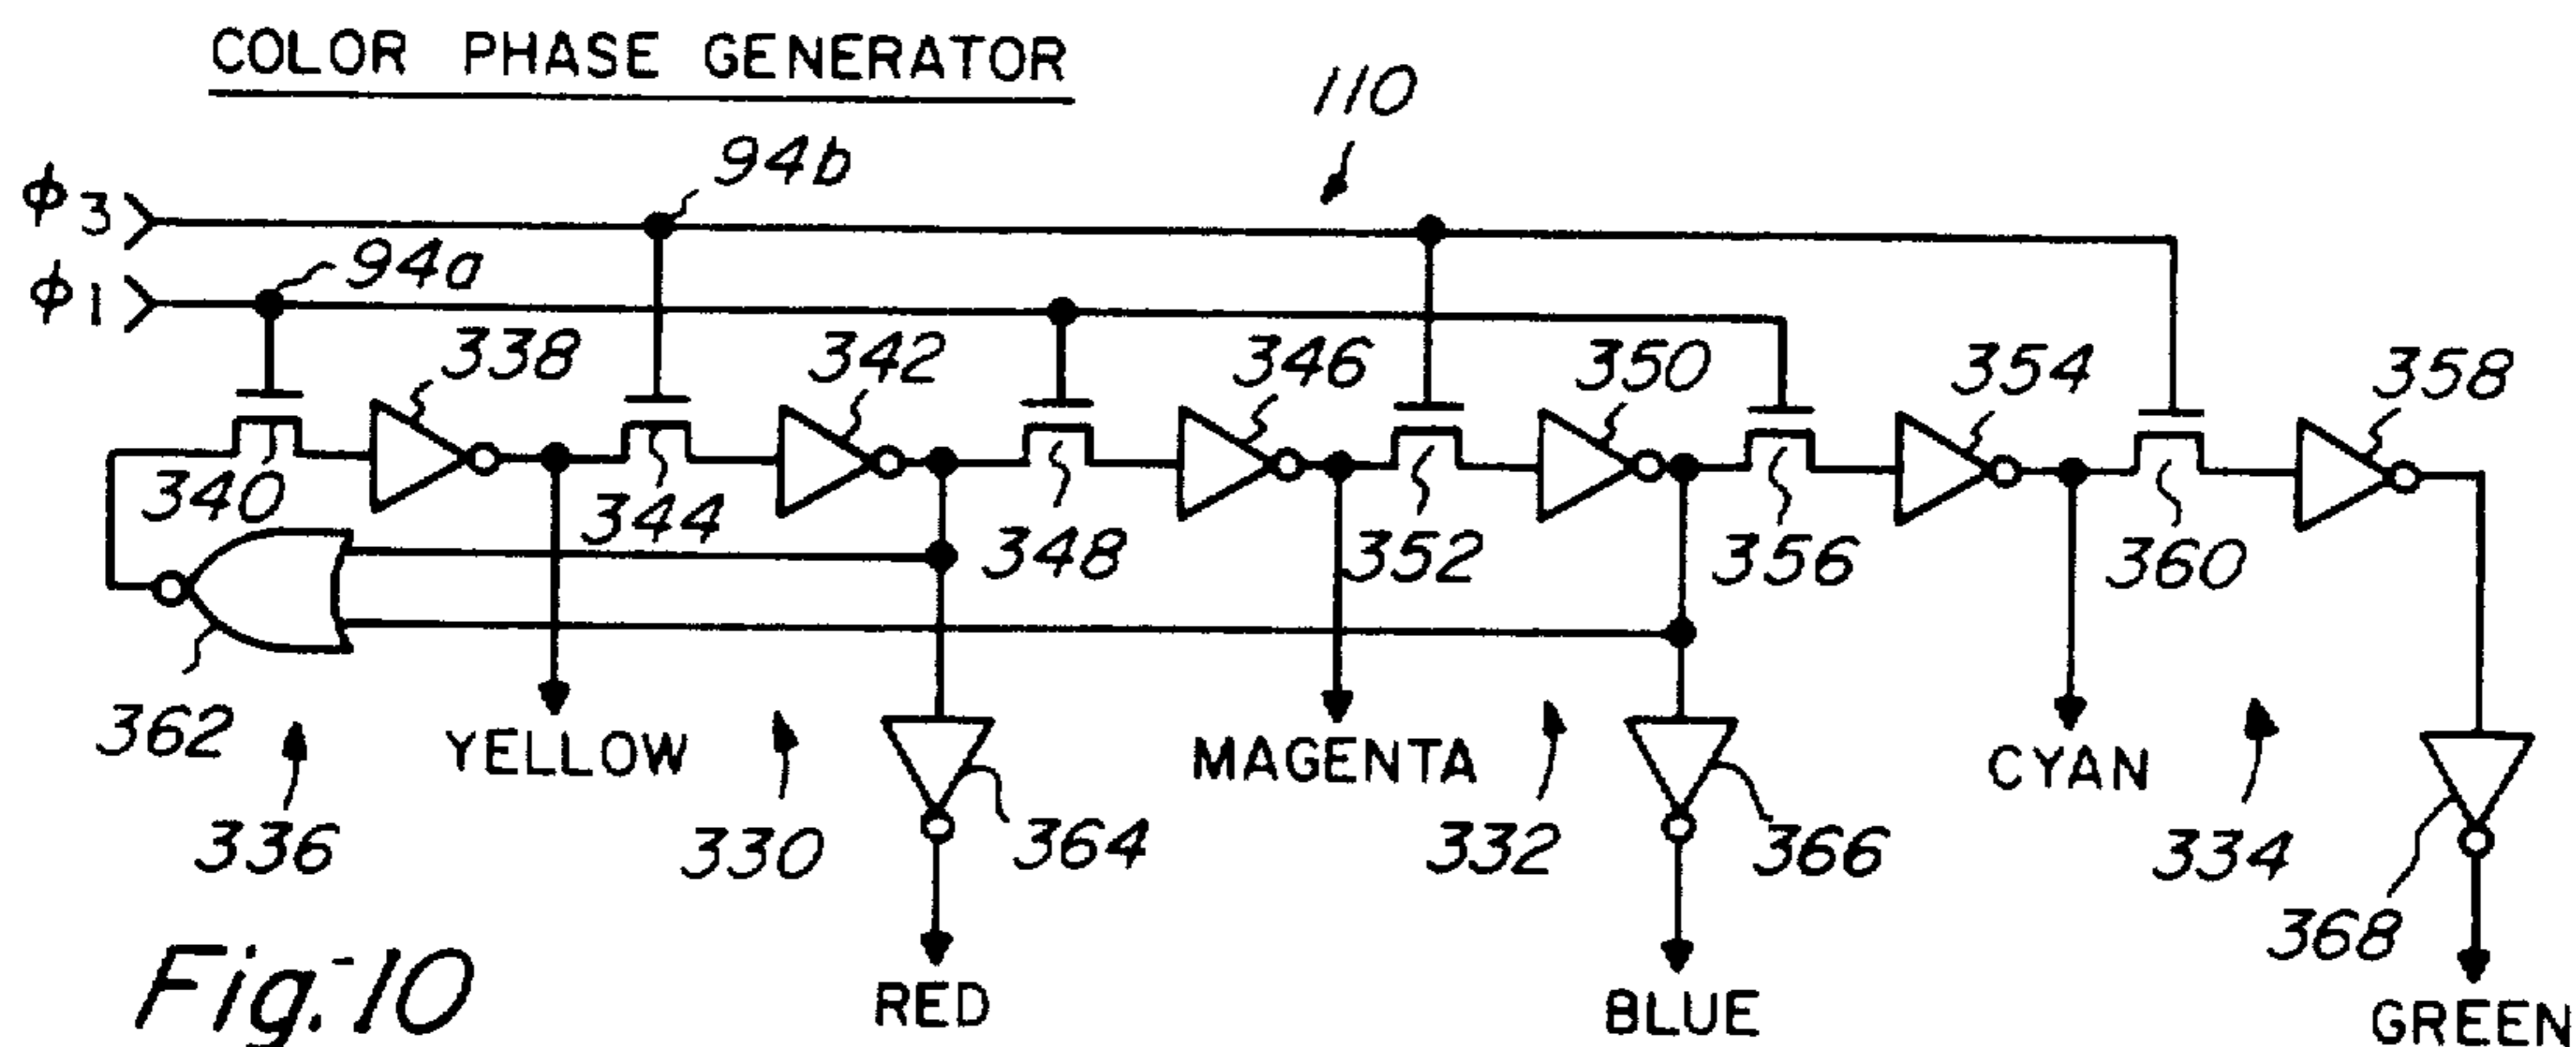 COLOR PHASE GENERATOR
110
94b
ϕ3
94a
ϕ1
338
342
346
350
354
358
340
344
348
352
356
360
362
336
YELLOW
330
364
MAGENTA
332
366
CYAN
334
368
RED
BLUE
GREEN
Fig.-10